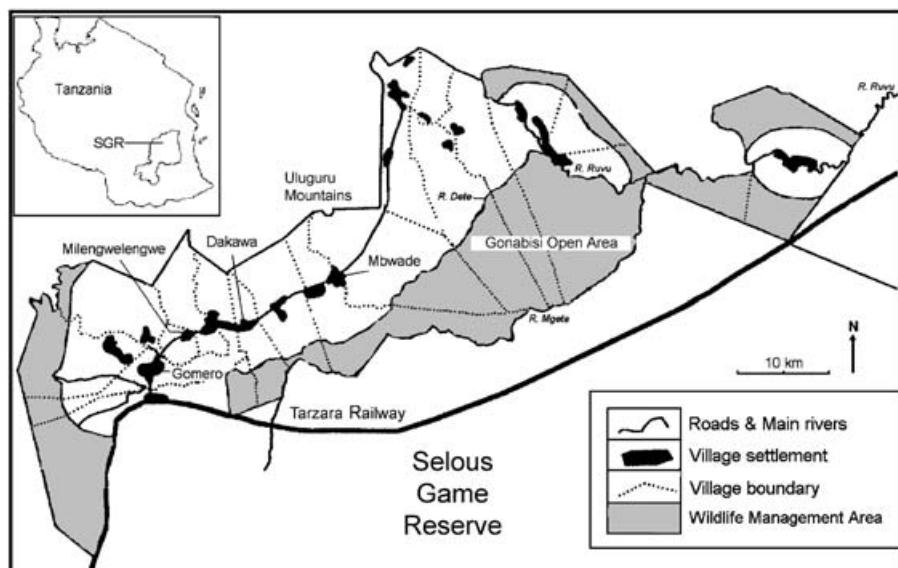 Tanzania
SGR
Uluguru
Mountains
R. Ruvu
R. Dete
R. Ruvu
Milengwelengwe
Dakawa
Mbwade
Gonabisi Open Area
R. Mgeta
Gomero
N
10 km
Tarzara Railway
Selous
Game
Reserve
Roads & Main rivers
Village settlement
Village boundary
Wildlife Management Area